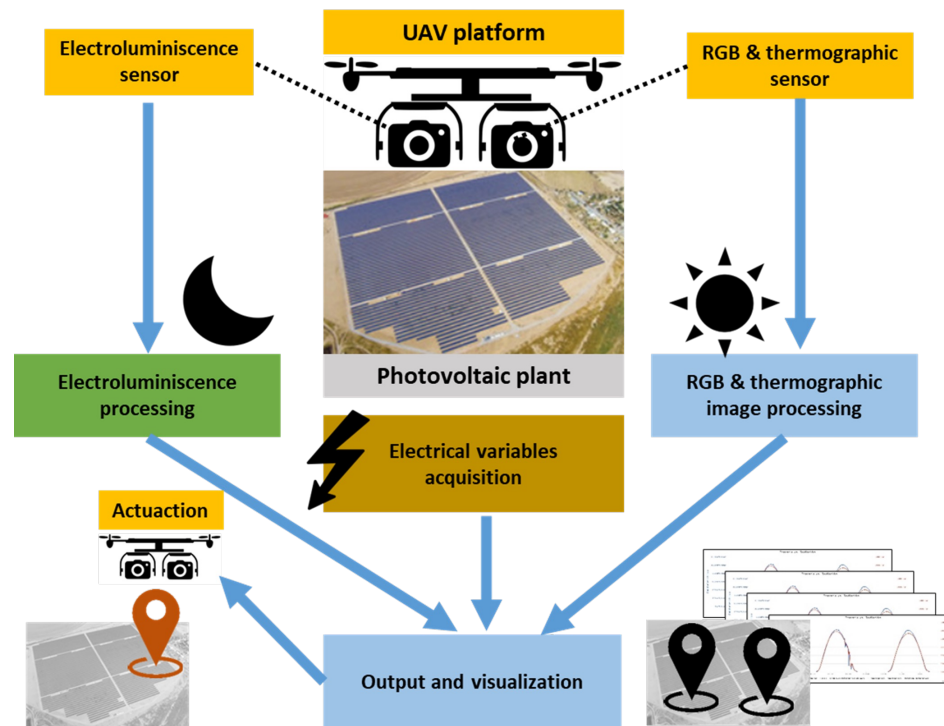 Electroluminiscence
sensor
UAV platform
RGB & thermographic
sensor
Photovoltaic plant
Electroluminiscence
processing
RGB & thermographic
image processing
Electrical variables
acquisition
Actuaction
Output and visualization